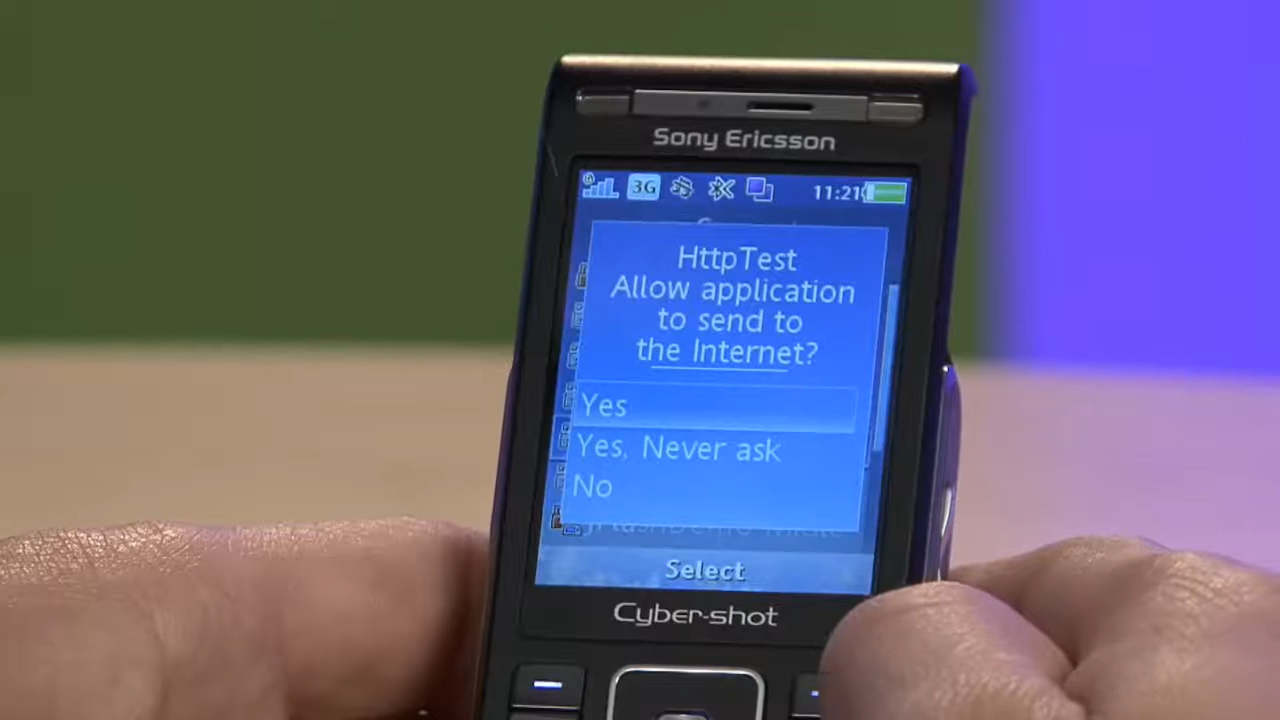 Sony Ericsson
3G 11:21
HttpTest
Allow application
to send to
the Internet?
Yes
Yes, Never ask
No
Select
Cyber-shot